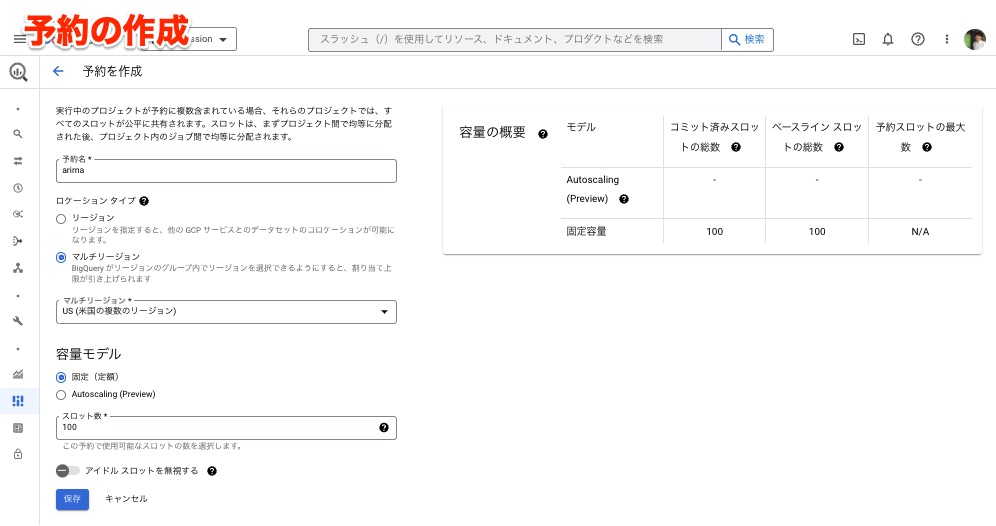 予約の作成
ssion
スラッシュ（/）を使用してリソース、ドキュメント、プロダクトなどを検索
検索
予約を作成
実行中のプロジェクトが予約に複数含まれている場合、それらのプロジェクトでは、す
べてのスロットが公平に共有されます。スロットは、まずプロジェクト間で均等に分配
された後、プロジェクト内のジョブ間で均等に分配されます。
予約名 *
arima
ロケーション タイプ
リージョン
リージョンを指定すると、他の GCP サービスとのデータセットのコロケーションが可能に
なります。
マルチリージョン
BigQuery がリージョンのグループ内でリージョンを選択できるようにすると、割り当て上
限が引き上げられます
マルチリージョン *
US (米国の複数のリージョン)
容量モデル
固定（定額）
Autoscaling (Preview)
スロット数 *
100
この予約で使用可能なスロットの数を選択します。
アイドル スロットを無視する
保存 キャンセル
容量の概要
モデル
コミット済みスロッ
トの総数
ベースライン スロッ
トの総数
予約スロットの最大
数
Autoscaling
(Preview)
- - -
固定容量 100 100 N/A